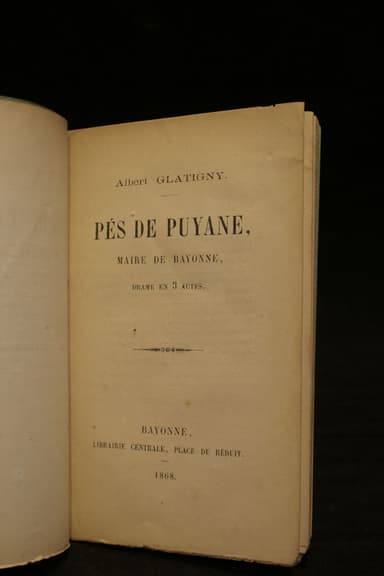 Albert GLATIGNY.
PÉS DE PUYANE,
MAIRE DE BAYONNE,
DRAME EN 3 ACTES.
BAYONNE,
LIBRAIRIE CENTRALE, PLACE DU RÉDUIT.
1868.